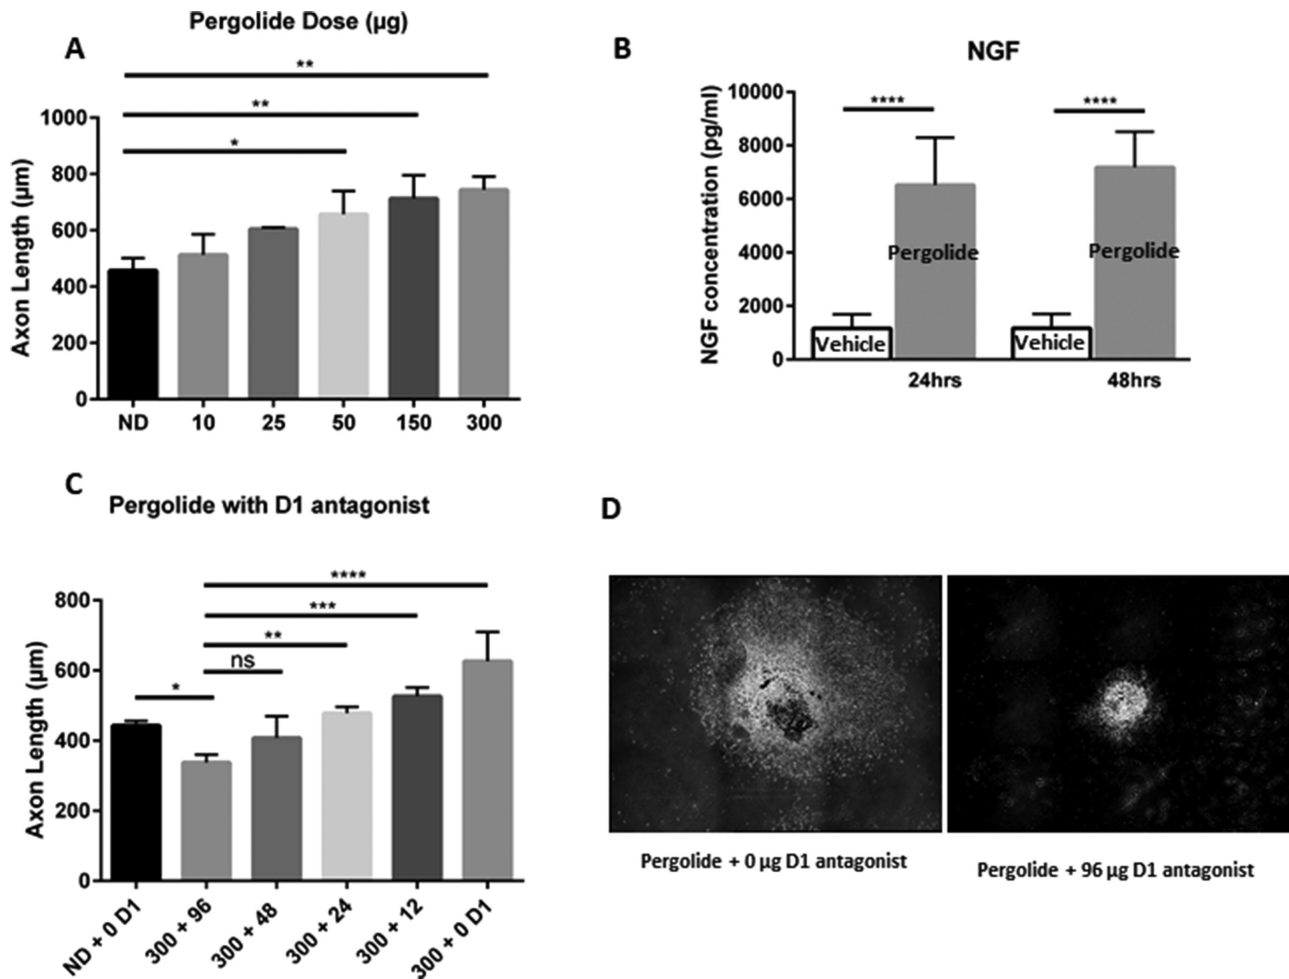 A
Pergolide Dose (µg)
**
**
*
Axon Length (µm)
1000
800
600
400
200
0
ND 10 25 50 150 300
B
NGF
****
****
NGF concentration (pg/ml)
10000
8000
6000
4000
2000
0
Vehicle
Pergolide
Vehicle
Pergolide
24hrs 48hrs
C
Pergolide with D1 antagonist
****
***
**
ns
*
Axon Length (µm)
800
600
400
200
0
ND + 0 D1
300 + 96
300 + 48
300 + 24
300 + 12
300 + 0 D1
D
Pergolide + 0 µg D1 antagonist
Pergolide + 96 µg D1 antagonist